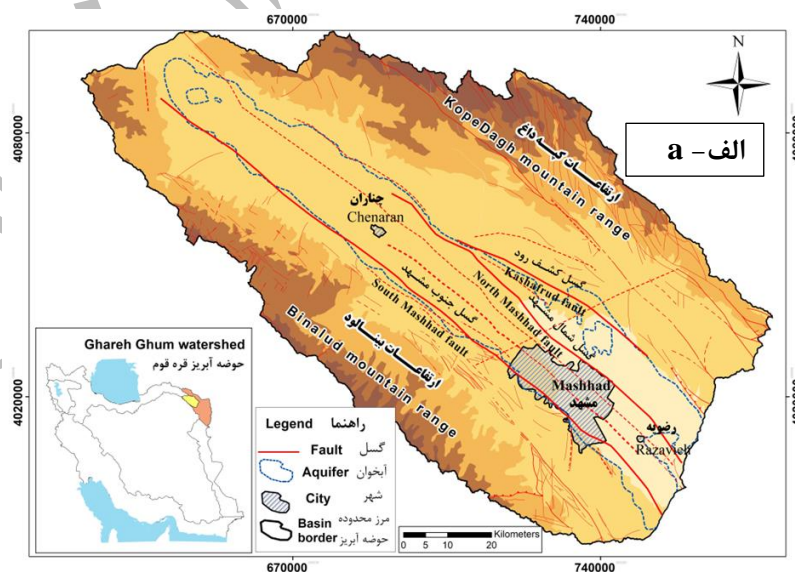 670000
740000
N
4080000
الف- a
ارتفاعات کپه داغ
KopeDagh mountain range
چناران
Chenaran
گسل کشف رود
Kashafrud fault
گسل شمال مشهد
North Mashhad fault
گسل جنوب مشهد
South Mashhad fault
ارتفاعات بینالود
Binalud mountain range
Mashhad
مشهد
رضویه
Razavieh
4020000
Ghareh Ghum watershed
حوضه آبریز قره قوم
Legend راهنما
Fault گسل
Aquifer آبخوان
City شهر
Basin border مرز محدوده حوضه آبریز
Kilometers
0 5 10 20
670000
740000